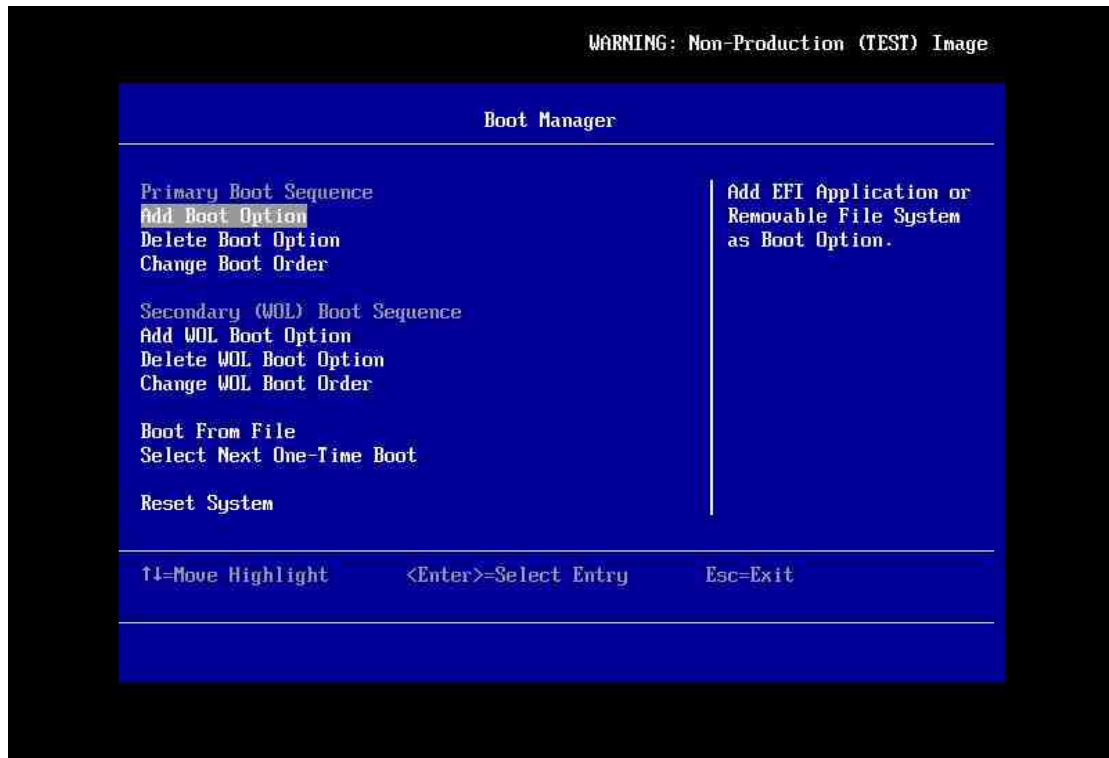 WARNING: Non-Production (TEST) Image
Boot Manager
Primary Boot Sequence
Add Boot Option
Delete Boot Option
Change Boot Order
Secondary (WOL) Boot Sequence
Add WOL Boot Option
Delete WOL Boot Option
Change WOL Boot Order
Boot From File
Select Next One-Time Boot
Reset System
Add EFI Application or
Removable File System
as Boot Option.
↑↓=Move Highlight <Enter>=Select Entry Esc=Exit